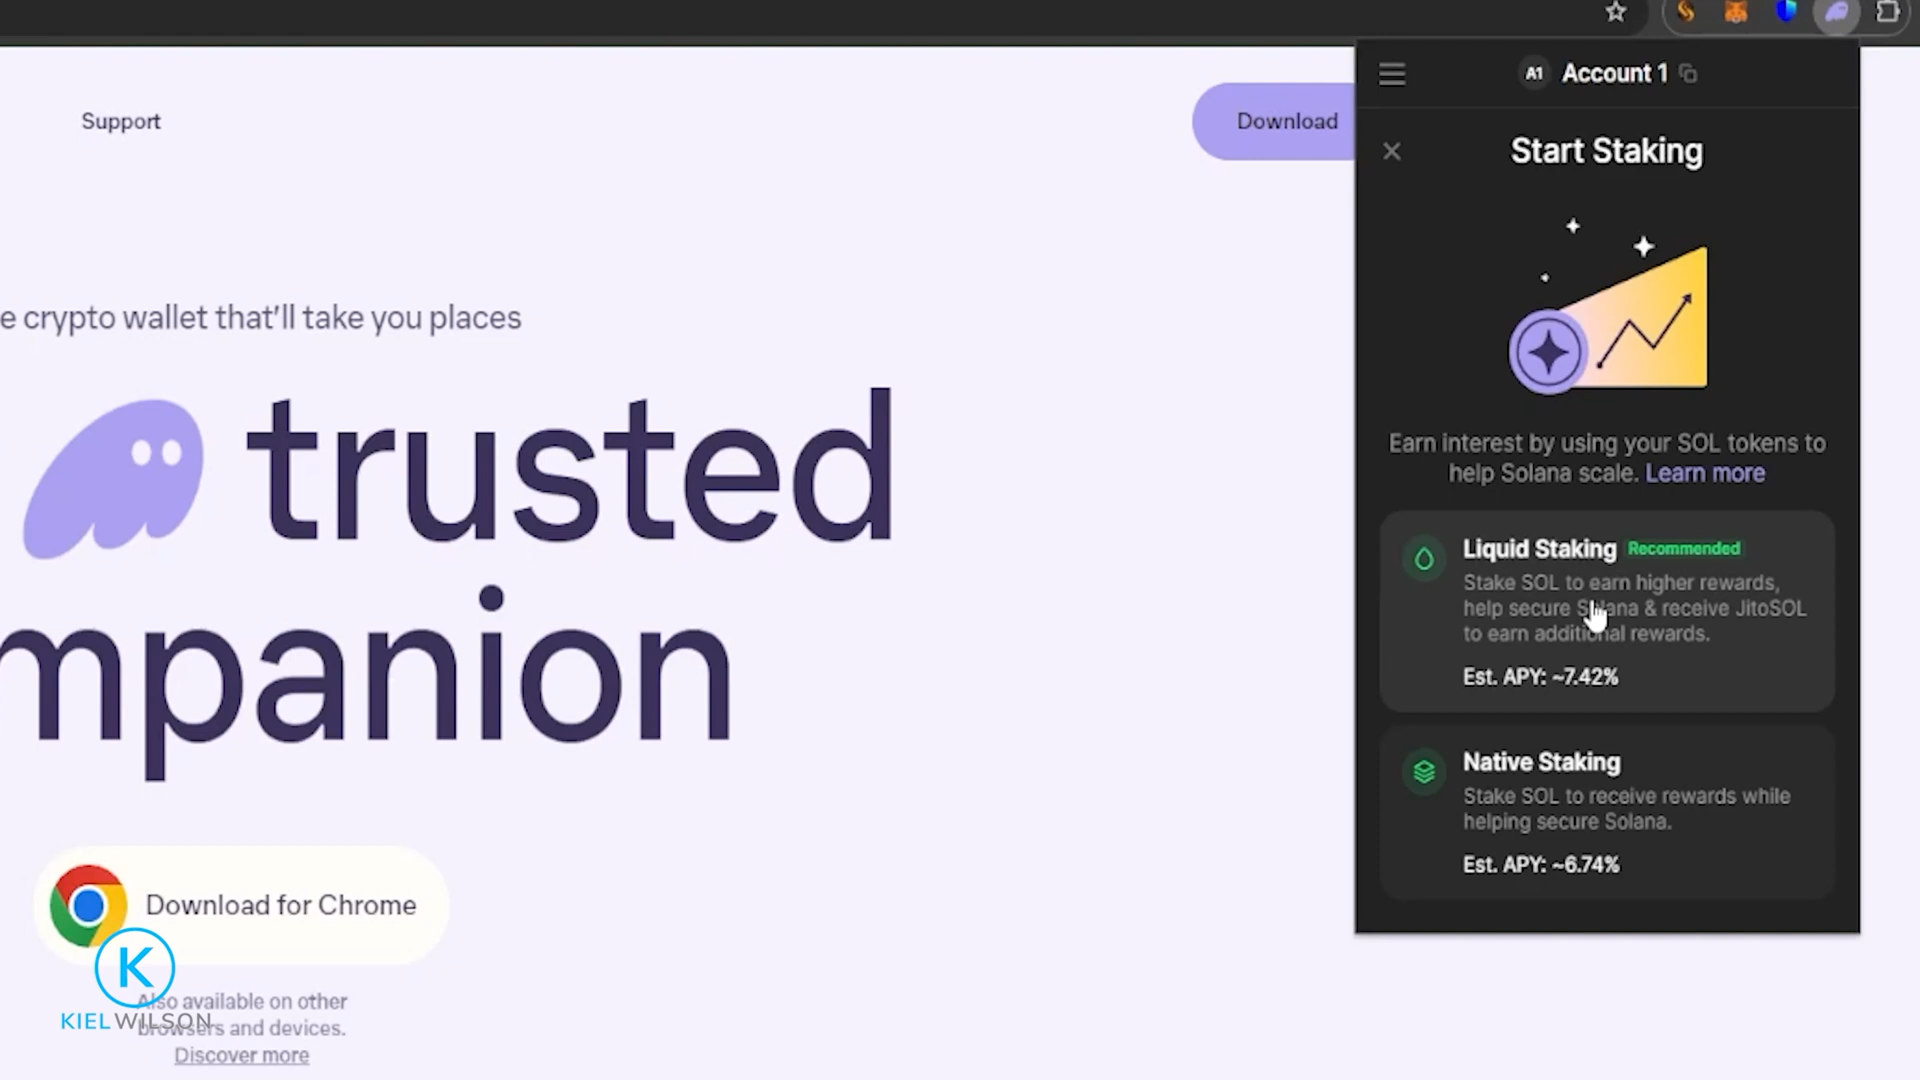 Support
Download
e crypto wallet that'll take you places
trusted
mpanion
Download for Chrome
Also available on other
browsers and devices.
Discover more
K
KIELWILSON
A1 Account 1
Start Staking
Earn interest by using your SOL tokens to
help Solana scale. Learn more
Liquid Staking Recommended
Stake SOL to earn higher rewards,
help secure Solana & receive JitoSOL
to earn additional rewards.
Est. APY: ~7.42%
Native Staking
Stake SOL to receive rewards while
helping secure Solana.
Est. APY: ~6.74%